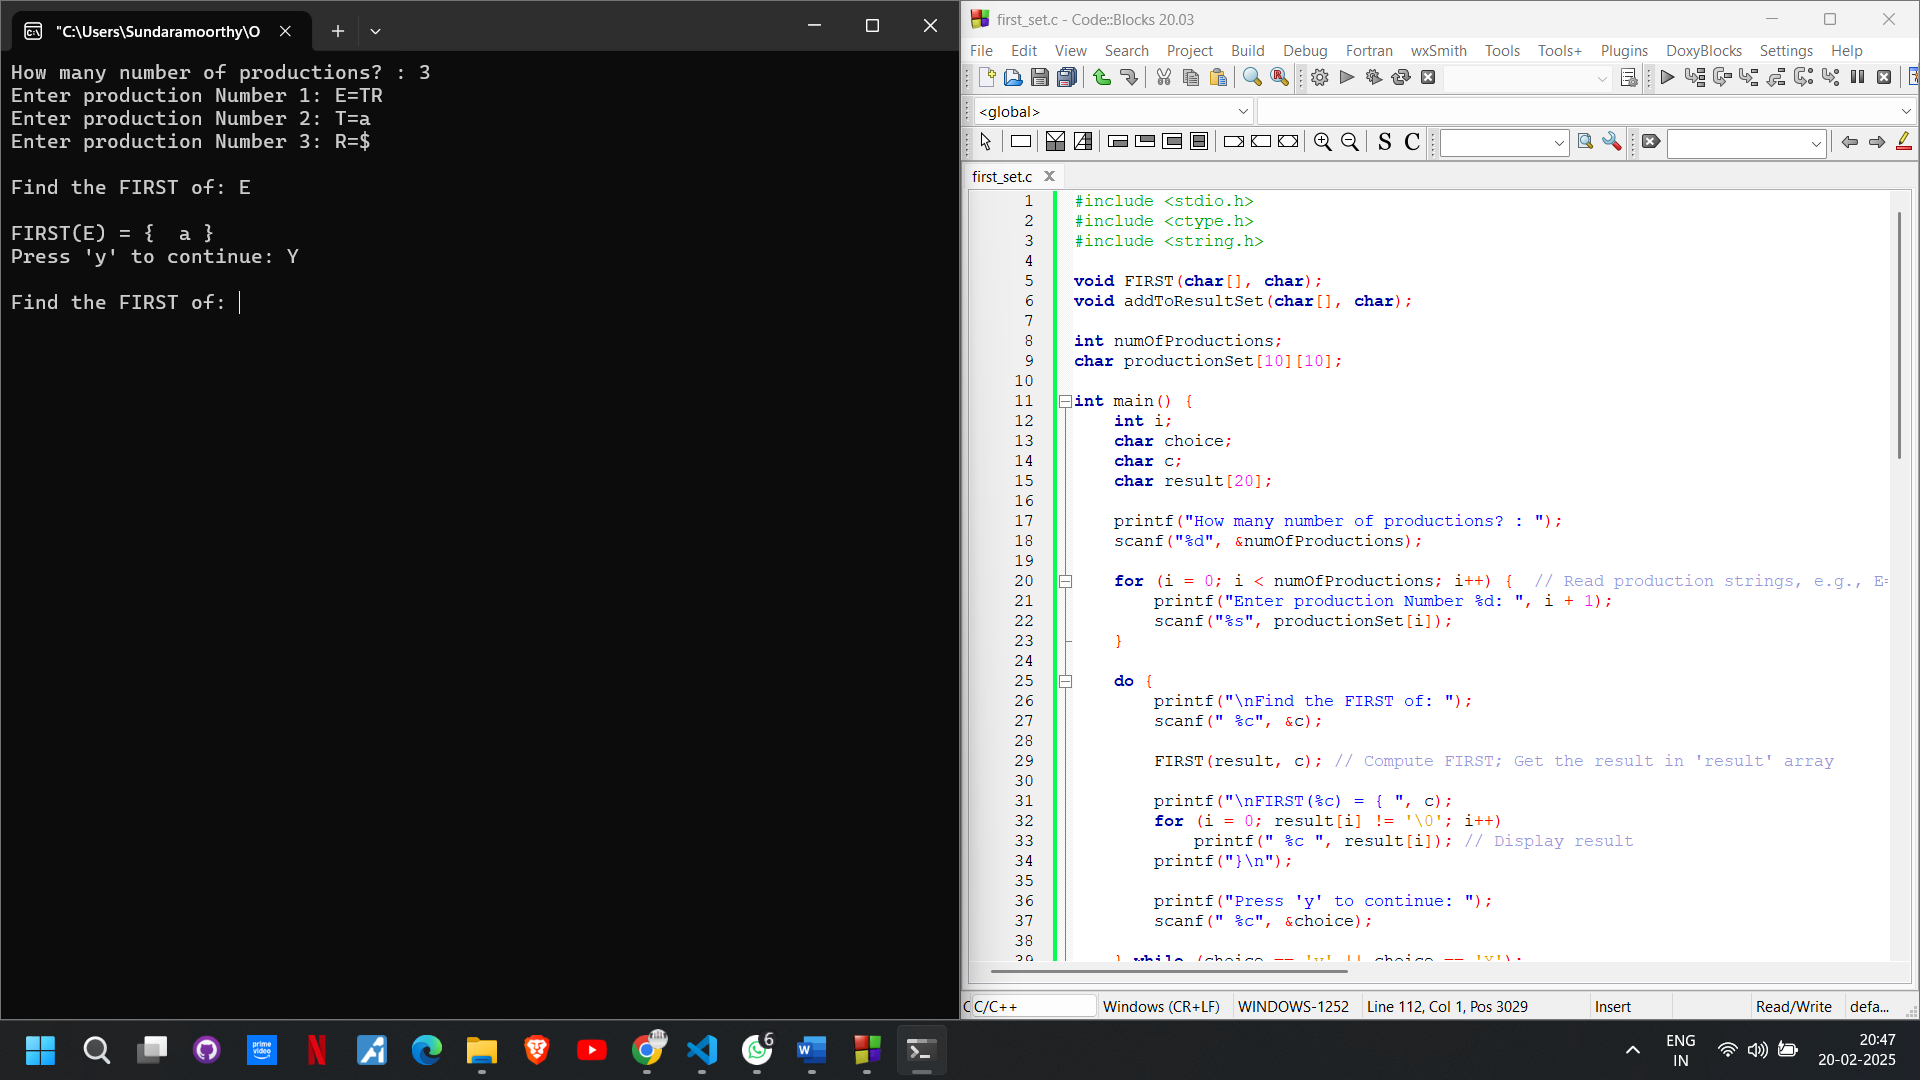 "C:\Users\Sundaramoorthy\O
How many number of productions? : 3
Enter production Number 1: E=TR
Enter production Number 2: T=a
Enter production Number 3: R=$
Find the FIRST of: E
FIRST(E) = {  a }
Press 'y' to continue: Y
Find the FIRST of:
first_set.c - Code::Blocks 20.03
File Edit View Search Project Build Debug Fortran wxSmith Tools Tools+ Plugins DoxyBlocks Settings Help
<global>
S C
first_set.c
1 #include <stdio.h>
2 #include <ctype.h>
3 #include <string.h>
4
5 void FIRST(char[], char);
6 void addToResultSet(char[], char);
7
8 int numOfProductions;
9 char productionSet[10][10];
10
11 int main() {
12 int i;
13 char choice;
14 char c;
15 char result[20];
16
17 printf("How many number of productions? : ");
18 scanf("%d", &numOfProductions);
19
20 for (i = 0; i < numOfProductions; i++) {  // Read production strings, e.g., E=
21 printf("Enter production Number %d: ", i + 1);
22 scanf("%s", productionSet[i]);
23 }
24
25 do {
26 printf("\nFind the FIRST of: ");
27 scanf(" %c", &c);
28
29 FIRST(result, c); // Compute FIRST; Get the result in 'result' array
30
31 printf("\nFIRST(%c) = { ", c);
32 for (i = 0; result[i] != '\0'; i++)
33 printf(" %c ", result[i]); // Display result
34 printf("}\n");
35
36 printf("Press 'y' to continue: ");
37 scanf(" %c", &choice);
38
39 } while (choice == 'y' || choice == 'Y');
C C/C++ Windows (CR+LF) WINDOWS-1252 Line 112, Col 1, Pos 3029 Insert Read/Write defa...
prime video
6
ENG
IN
20:47
20-02-2025